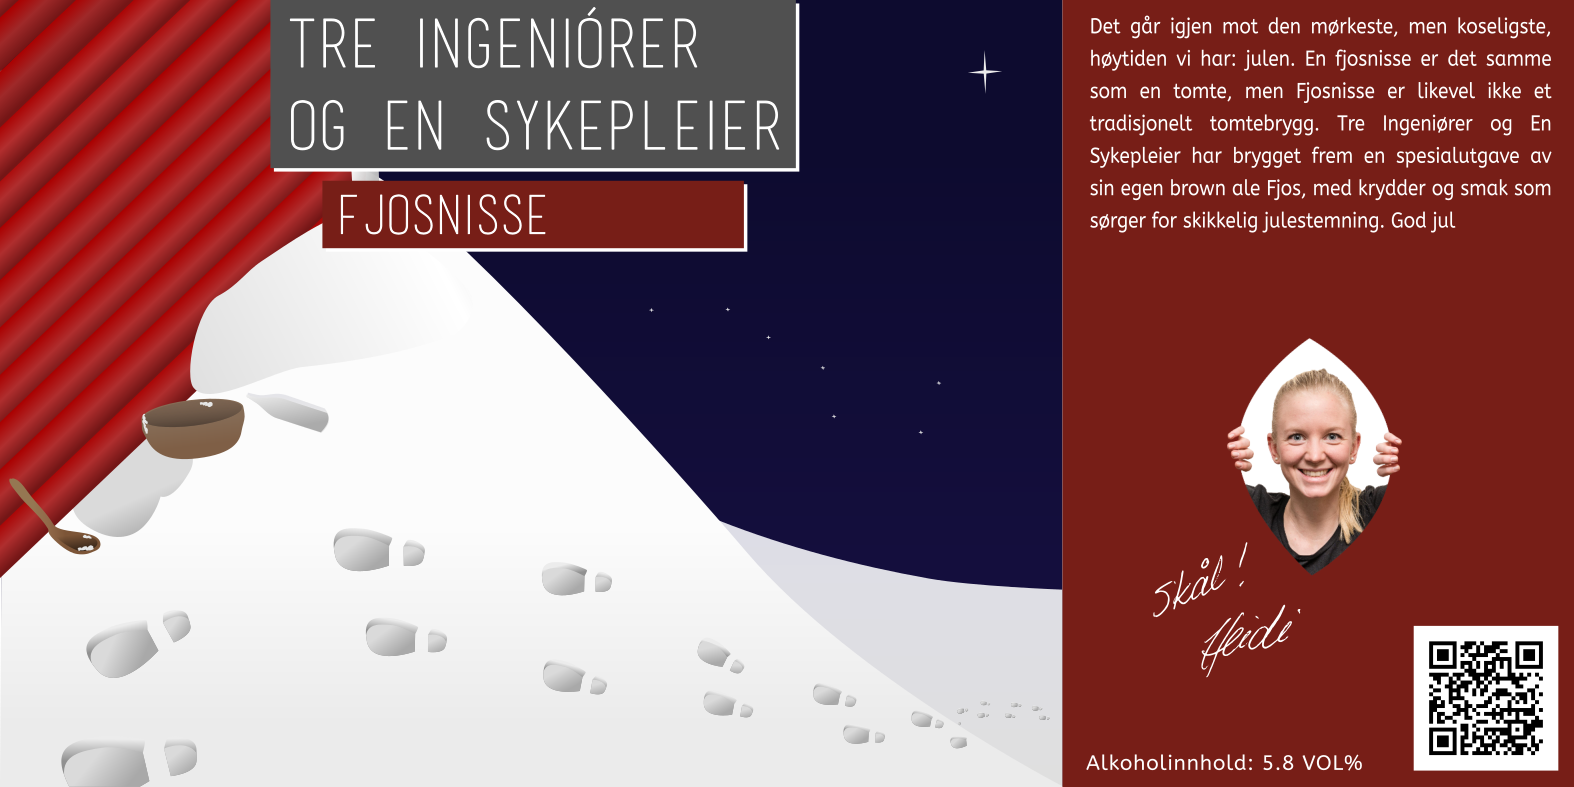 TRE INGENIÓRER
OG EN SYKEPLEIER
FJOSNISSE
Det går igjen mot den mørkeste, men koseligste,
høytiden vi har: julen. En fjosnisse er det samme
som en tomte, men Fjosnisse er likevel ikke et
tradisjonelt tomtebrygg. Tre Ingeniører og En
Sykepleier har brygget frem en spesialutgave av
sin egen brown ale Fjos, med krydder og smak som
sørger for skikkelig julestemning. God jul
Skål!
Heidi
Alkoholinnhold: 5.8 VOL%